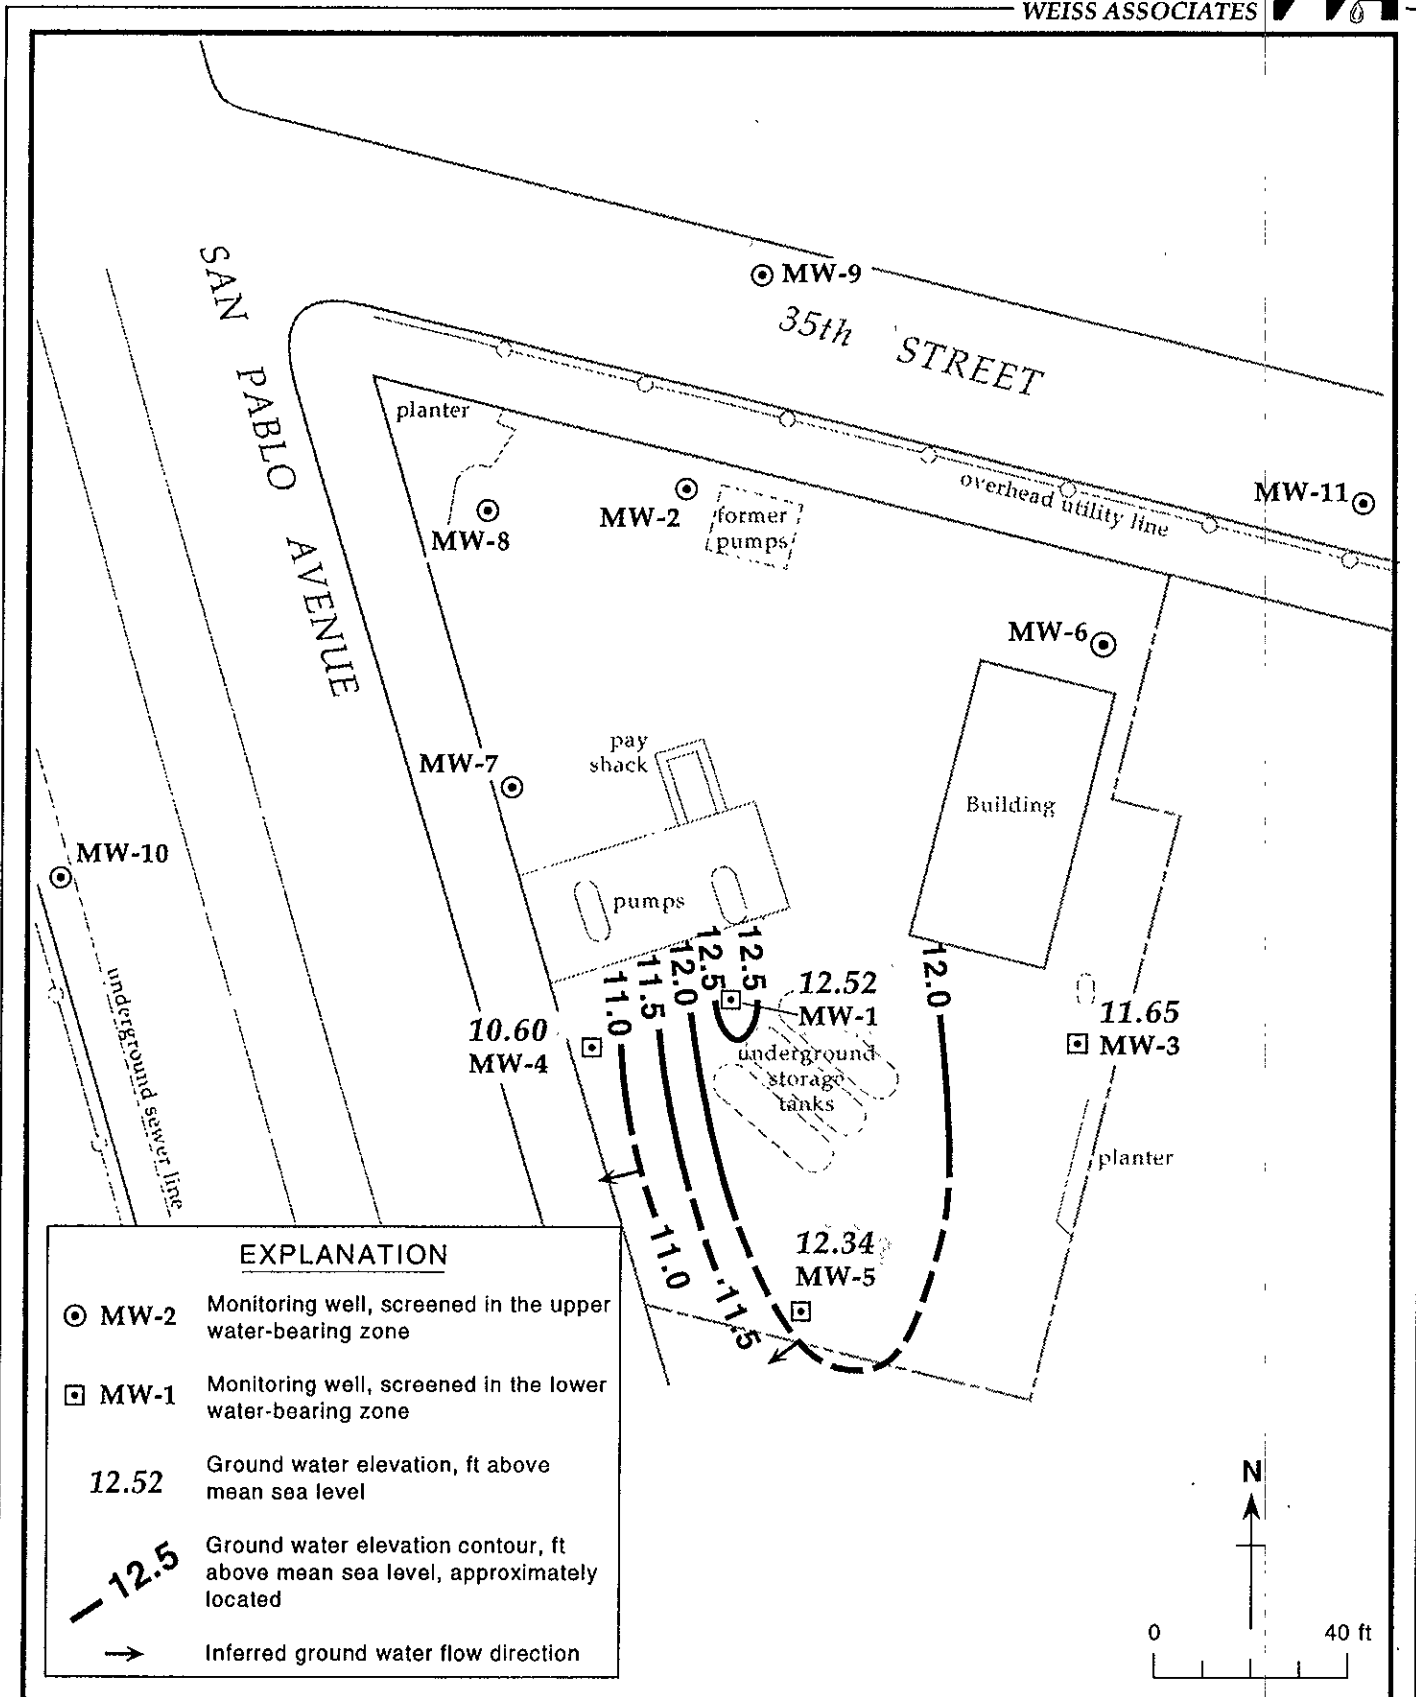 WEISS ASSOCIATES
SAN PABLO AVENUE
MW-9
35th STREET
planter
overhead utility line
MW-11
MW-8
MW-2
former
pumps
MW-6
pay
shack
MW-7
Building
MW-10
pumps
underground sewer line
11.0
11.5
12.0
12.5
12.5
12.0
12.52
MW-1
10.60
MW-4
11.65
MW-3
underground
storage
tanks
planter
11.0
11.5
12.34
MW-5
EXPLANATION
MW-2 Monitoring well, screened in the upper
water-bearing zone
MW-1 Monitoring well, screened in the lower
water-bearing zone
12.52 Ground water elevation, ft above
mean sea level
12.5 Ground water elevation contour, ft
above mean sea level, approximately
located
Inferred ground water flow direction
N
0 40 ft